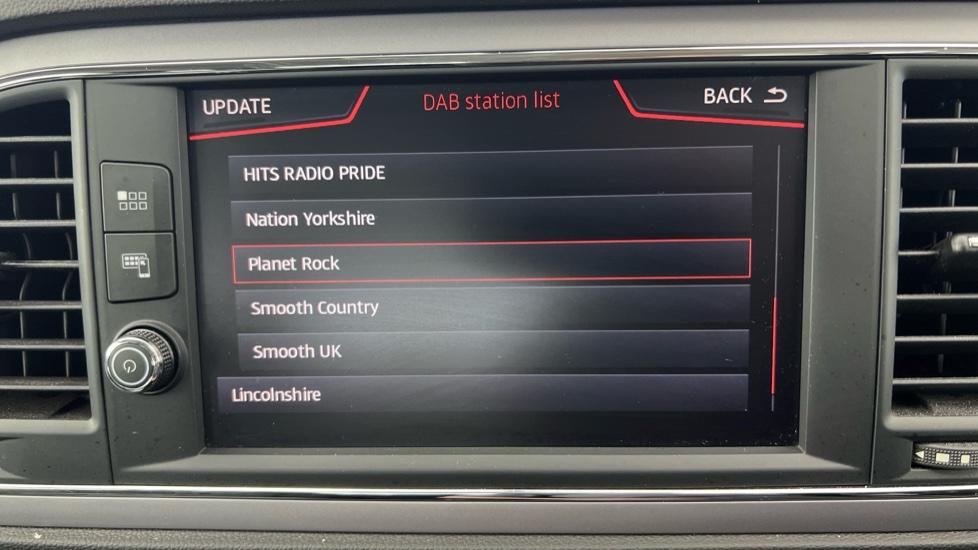 UPDATE
DAB station list
BACK
HITS RADIO PRIDE
Nation Yorkshire
Planet Rock
Smooth Country
Smooth UK
Lincolnshire